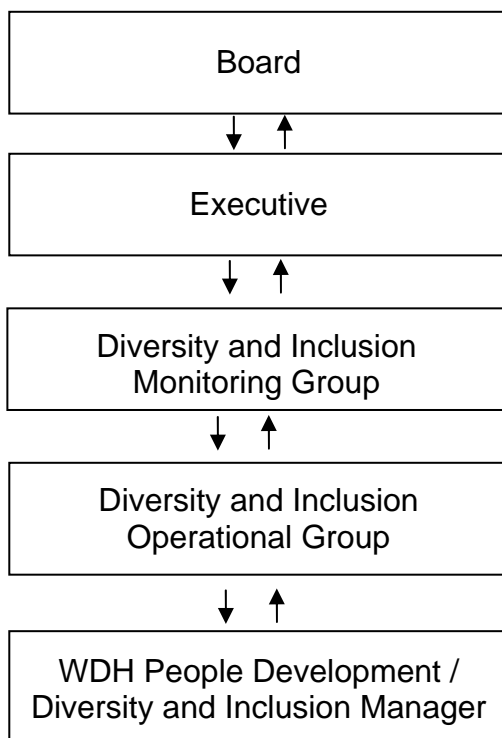 Board
Executive
Diversity and Inclusion
Monitoring Group
Diversity and Inclusion
Operational Group
WDH People Development /
Diversity and Inclusion Manager